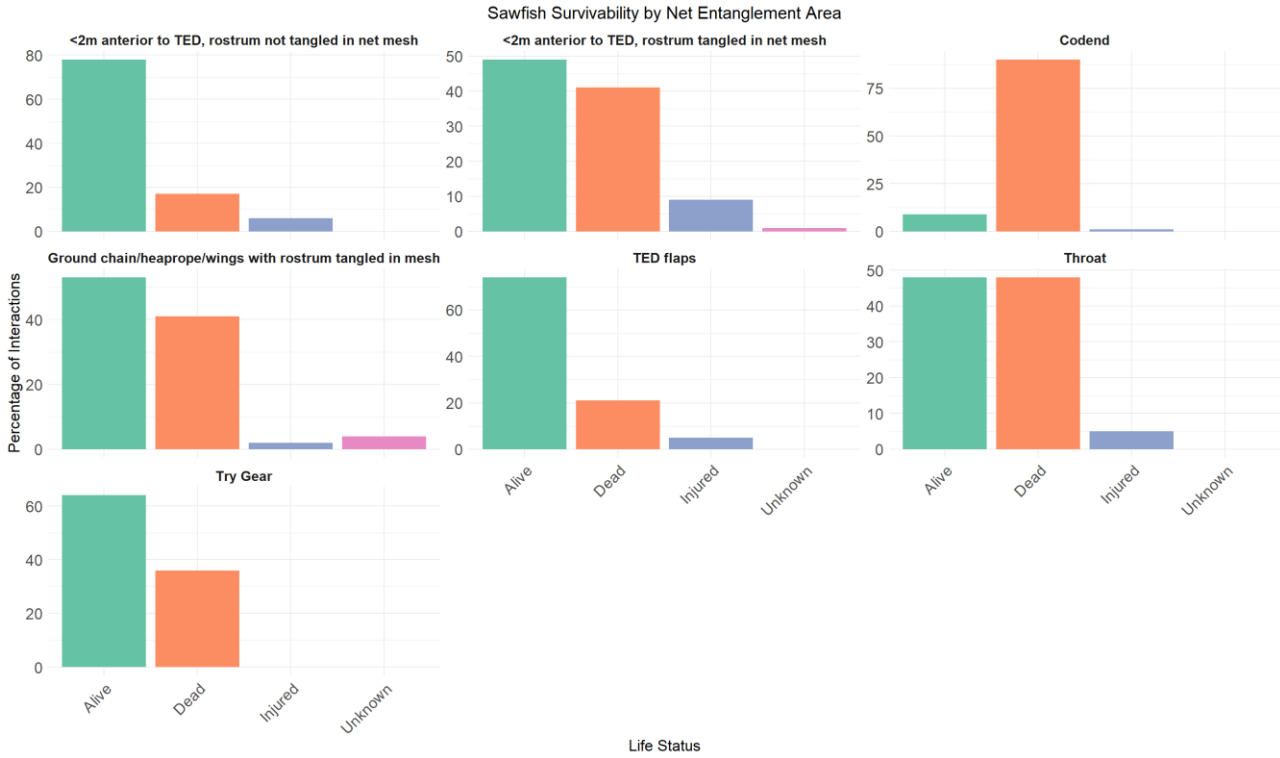 Sawfish Survivability by Net Entanglement Area
<2m anterior to TED, rostrum not tangled in net mesh
80
60
40
20
0
<2m anterior to TED, rostrum tangled in net mesh
50
40
30
20
10
0
Codend
75
50
25
0
Percentage of Interactions
Ground chain/heaprope/wings with rostrum tangled in mesh
40
20
0
TED flaps
60
40
20
0
Alive
Dead
Injured
Unknown
Throat
50
40
30
20
10
0
Alive
Dead
Injured
Unknown
Try Gear
60
40
20
0
Alive
Dead
Injured
Unknown
Life Status